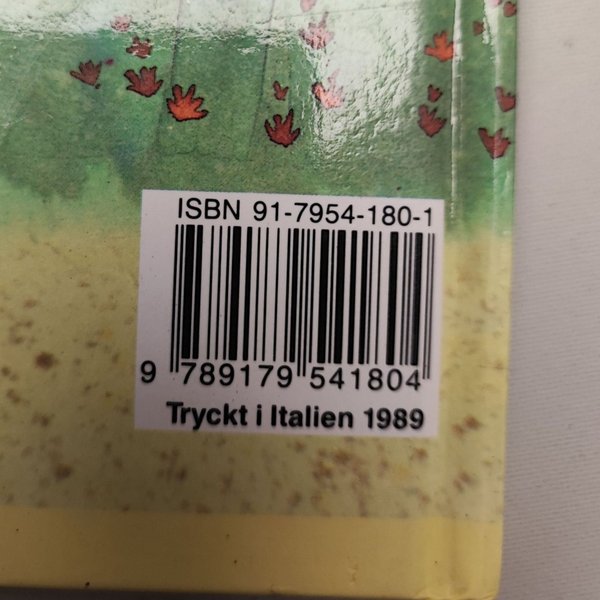 ISBN 91-7954-180-1
9 789179 541804
Tryckt i Italien 1989